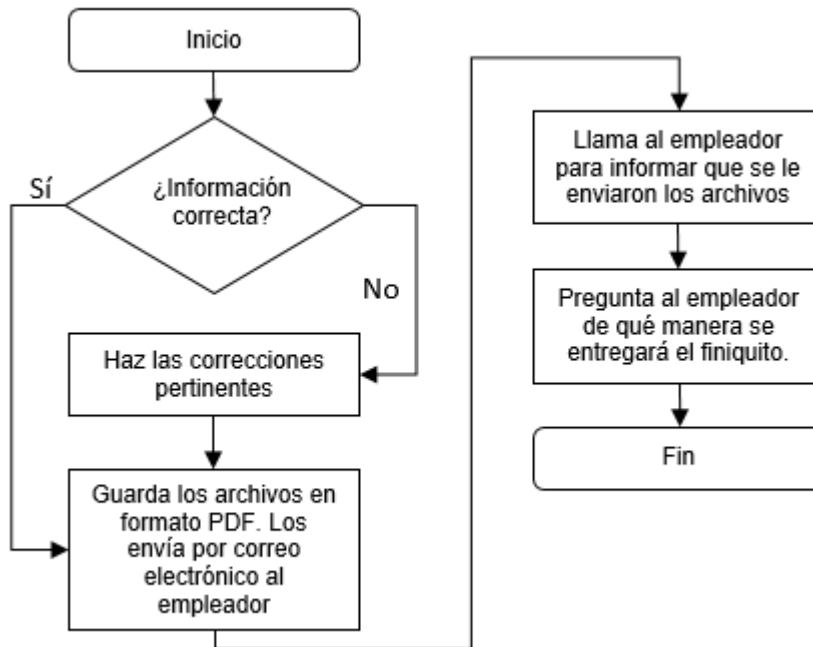 Inicio
¿Información
correcta?
Sí
No
Haz las correcciones
pertinentes
Guarda los archivos en
formato PDF. Los
envía por correo
electrónico al
empleador
Llama al empleador
para informar que se le
enviaron los archivos
Pregunta al empleador
de qué manera se
entregará el finiquito.
Fin